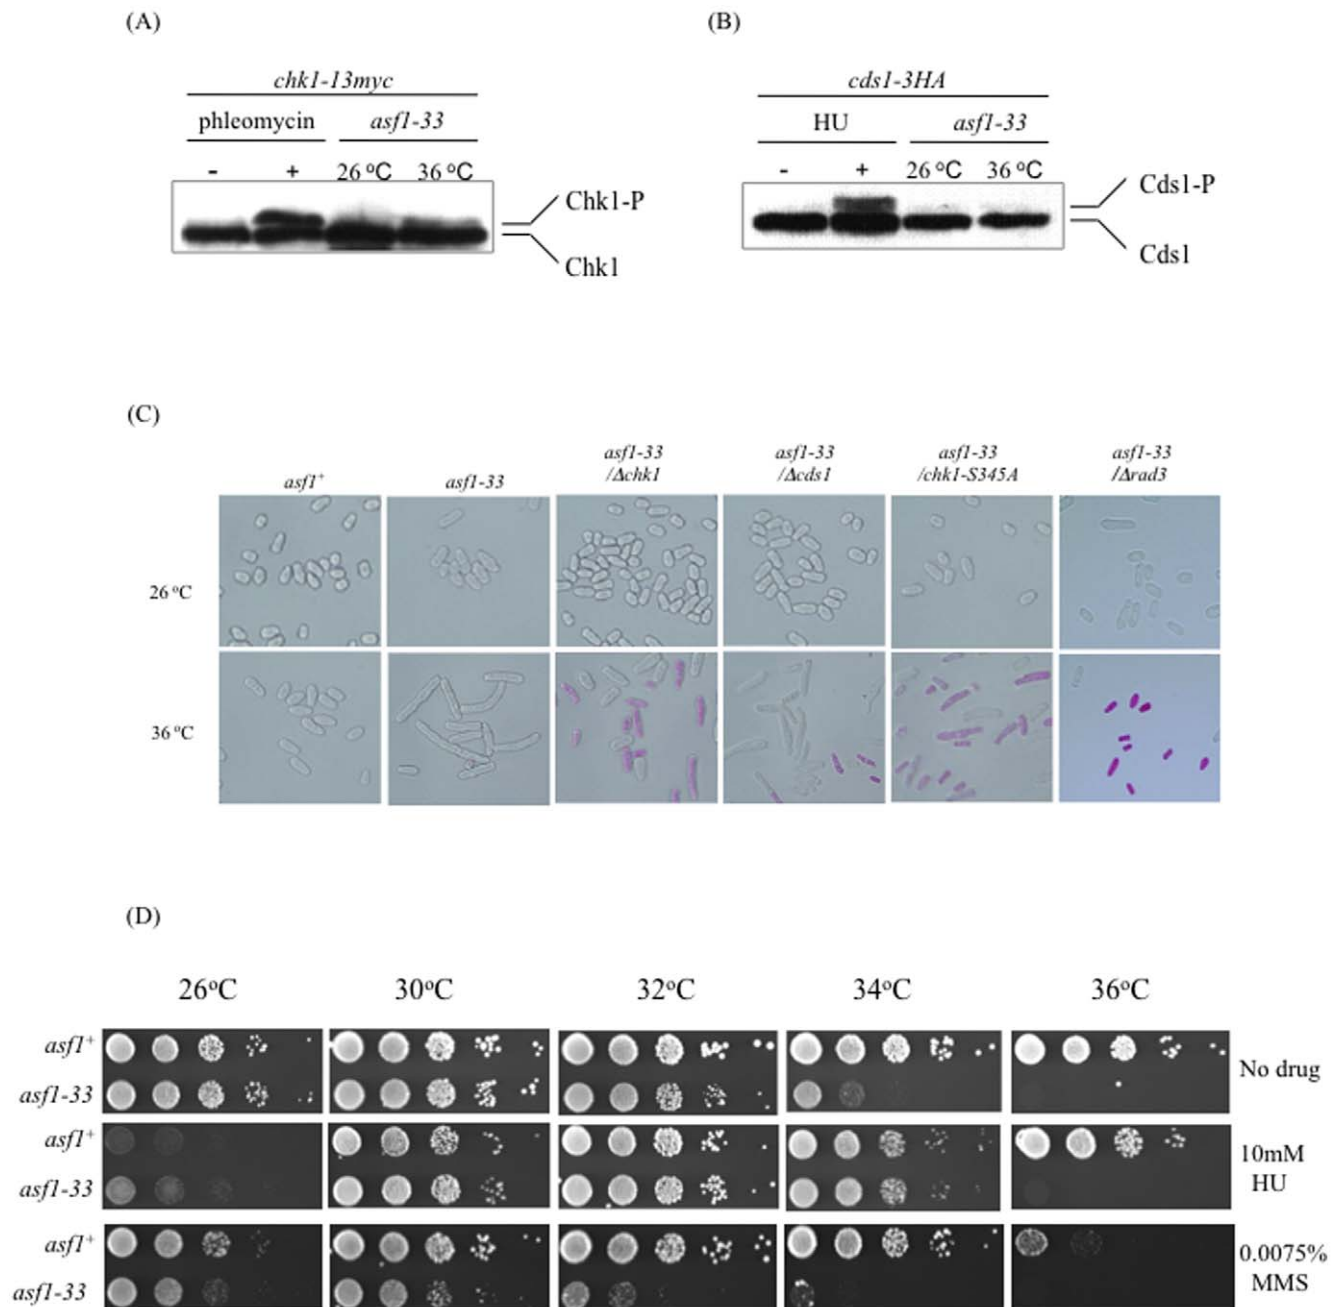 (A)
(B)
chk1-13myc
cds1-3HA
phleomycin
asf1-33
HU
asf1-33
- + 26 °C 36 °C
- + 26 °C 36 °C
Chk1-P
Chk1
Cds1-P
Cds1
(C)
asf1+
asf1-33
asf1-33
/Δchk1
asf1-33
/Δcds1
asf1-33
/chk1-S345A
asf1-33
/Δrad3
26 °C
36 °C
(D)
26°C 30°C 32°C 34°C 36°C
asf1+
asf1-33
No drug
asf1+
asf1-33
10mM
HU
asf1+
asf1-33
0.0075%
MMS